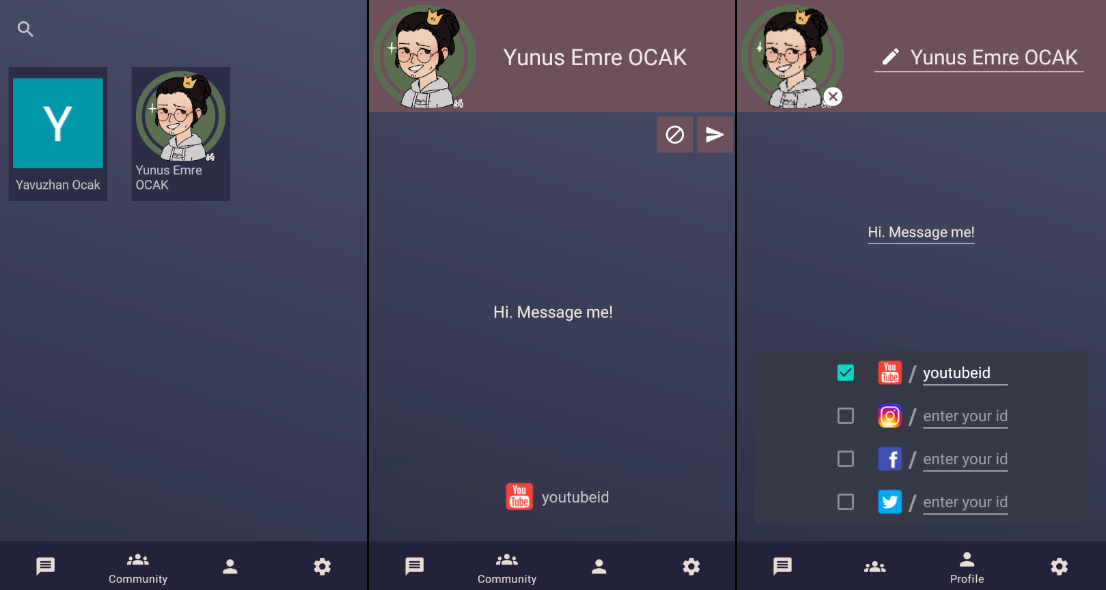 Y
Yavuzhan Ocak
Yunus Emre
OCAK
Community
Yunus Emre OCAK
Hi. Message me!
You
Tube
youtubeid
Community
Yunus Emre OCAK
Hi. Message me!
You
Tube
/ youtubeid
/ enter your id
f / enter your id
/ enter your id
Profile